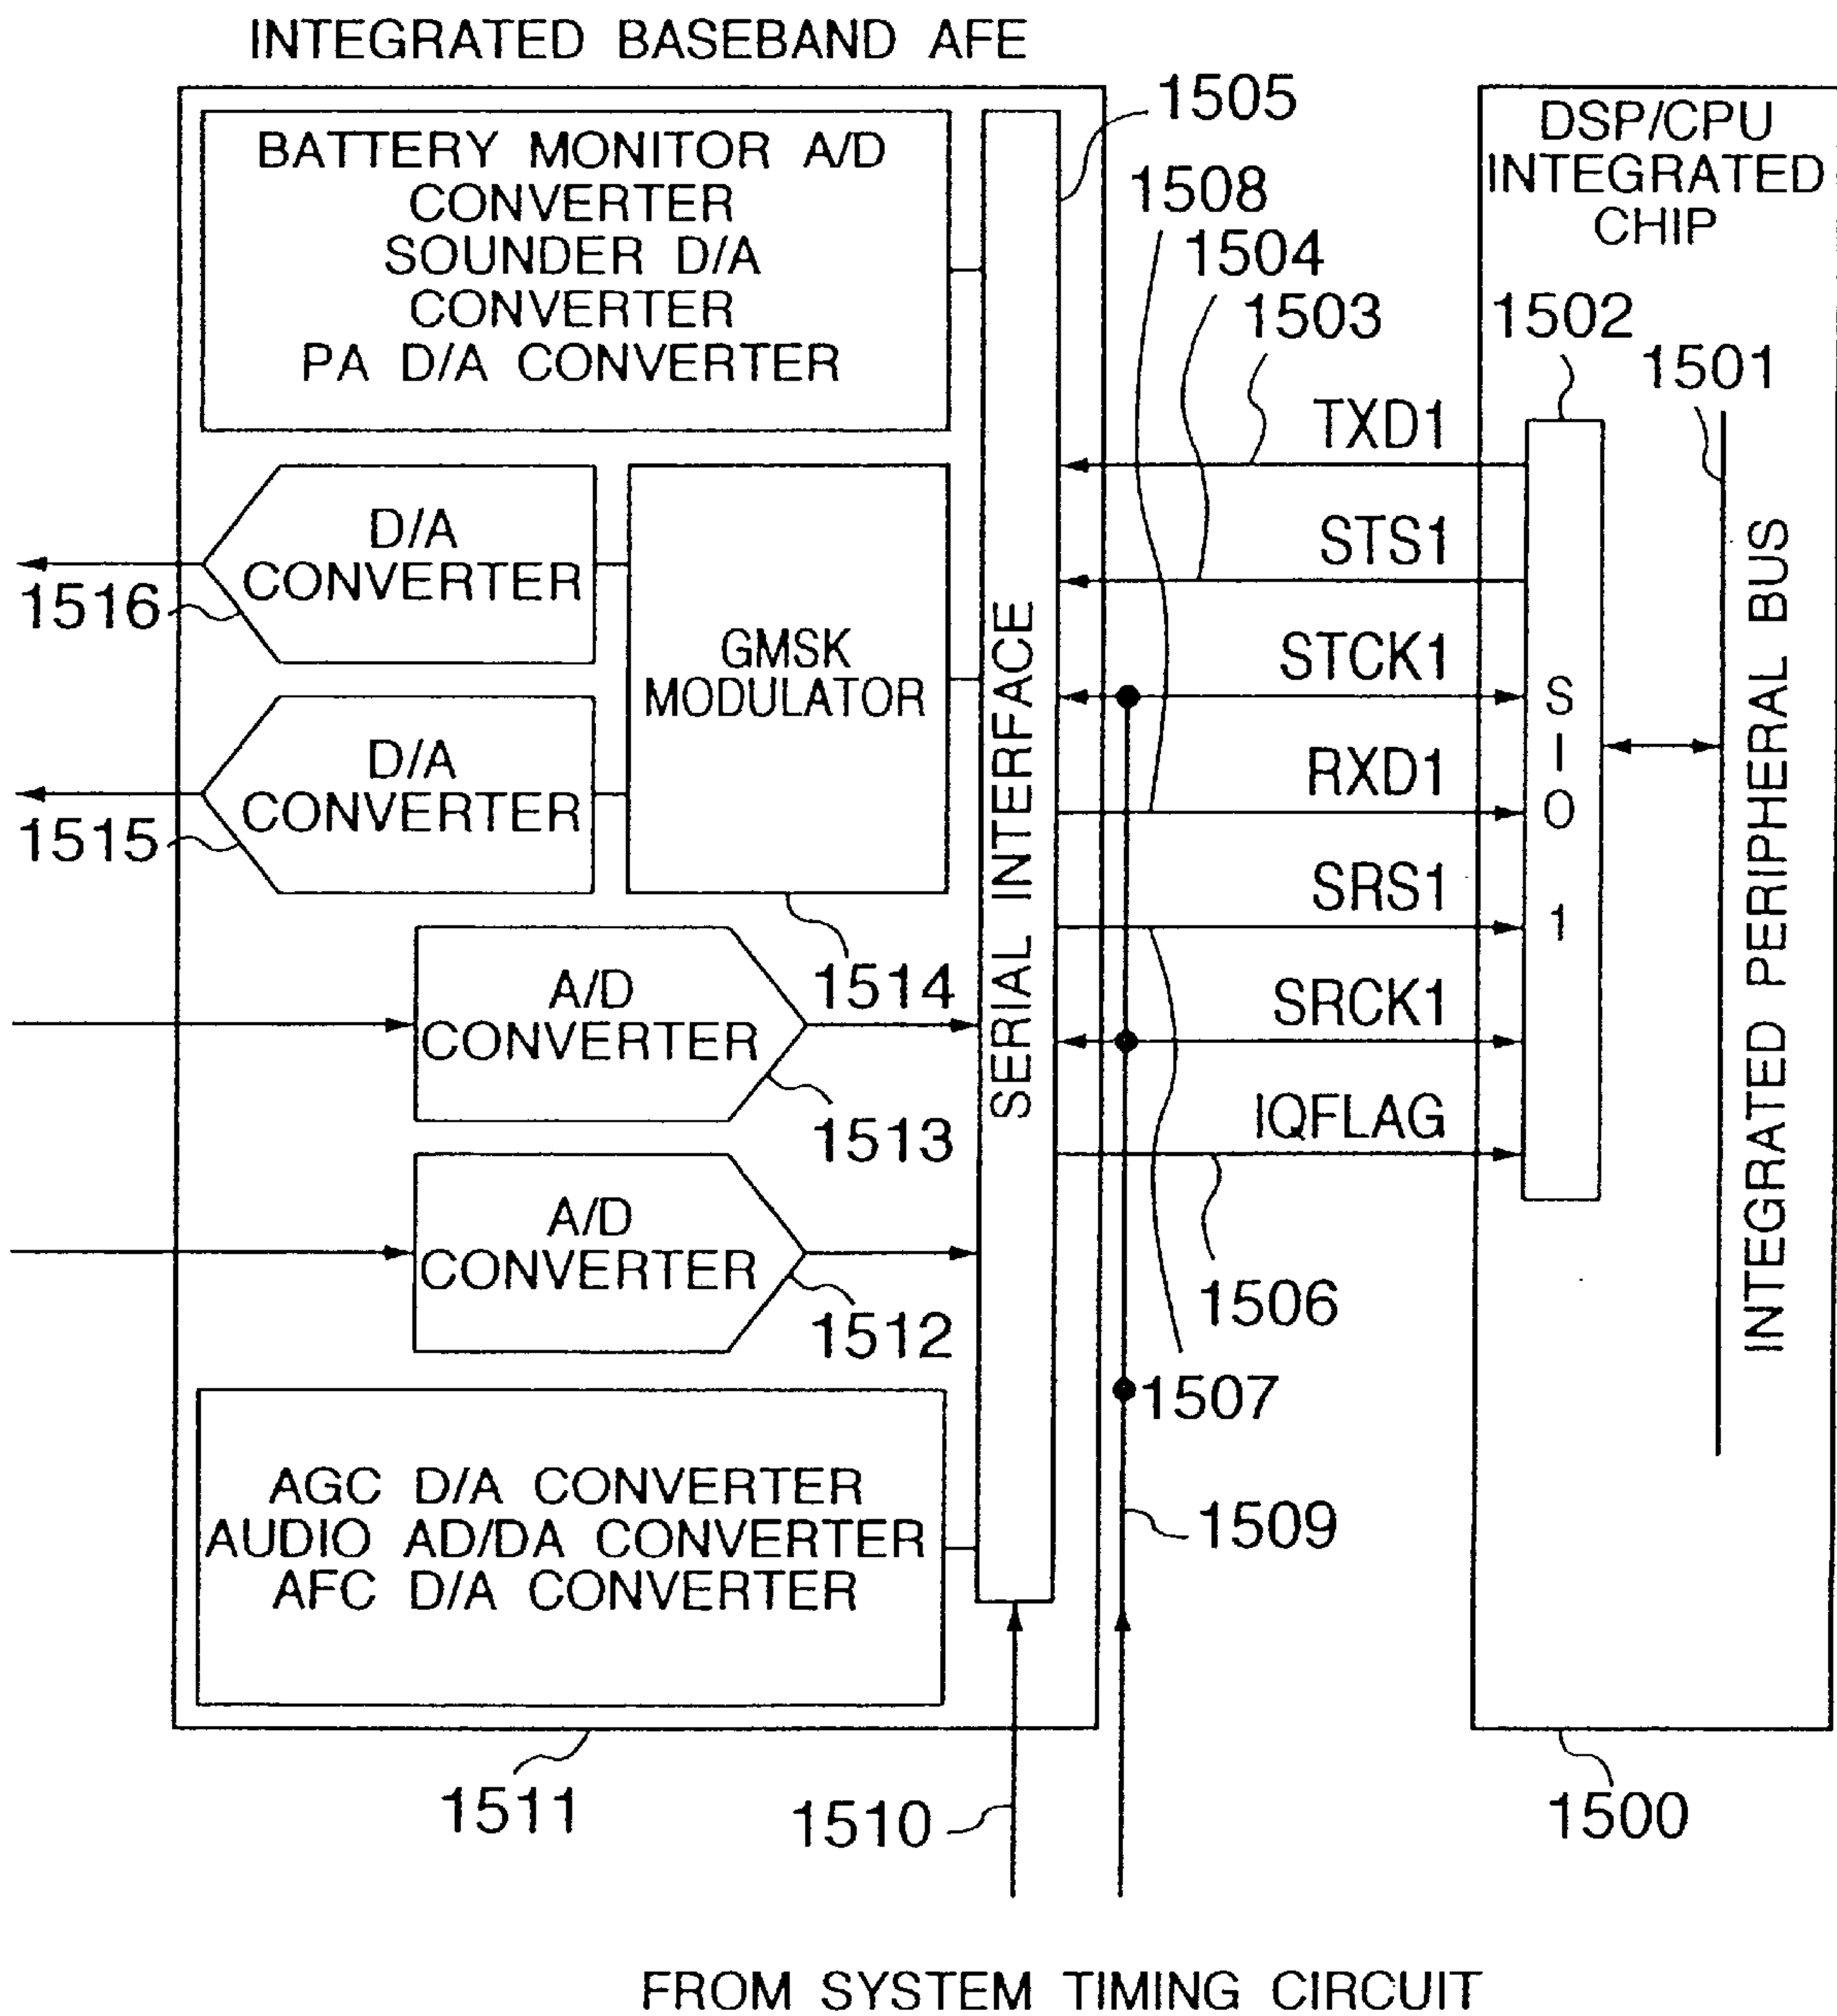 INTEGRATED BASEBAND AFE
BATTERY MONITOR A/D
CONVERTER
SOUNDER D/A
CONVERTER
PA D/A CONVERTER
1505
1508
1504
1503
DSP/CPU
INTEGRATED
CHIP
1502
1501
TXD1
STS1
STCK1
RXD1
SRS1
SRCK1
IQFLAG
SIO1
INTEGRATED PERIPHERAL BUS
SERIAL INTERFACE
D/A
CONVERTER
1516
GMSK
MODULATOR
D/A
CONVERTER
1515
1514
A/D
CONVERTER
1513
A/D
CONVERTER
1512
1506
1507
1509
AGC D/A CONVERTER
AUDIO AD/DA CONVERTER
AFC D/A CONVERTER
1511
1510
1500
FROM SYSTEM TIMING CIRCUIT